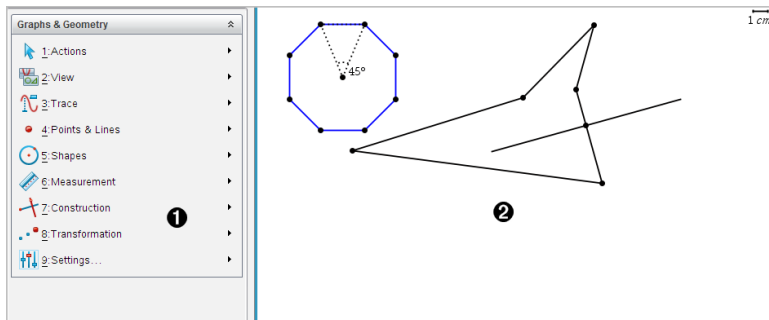 Graphs & Geometry
1:Actions
2:View
3:Trace
4:Points & Lines
5:Shapes
6:Measurement
7:Construction
8:Transformation
9:Settings...
❶
1 cm
45°
❷